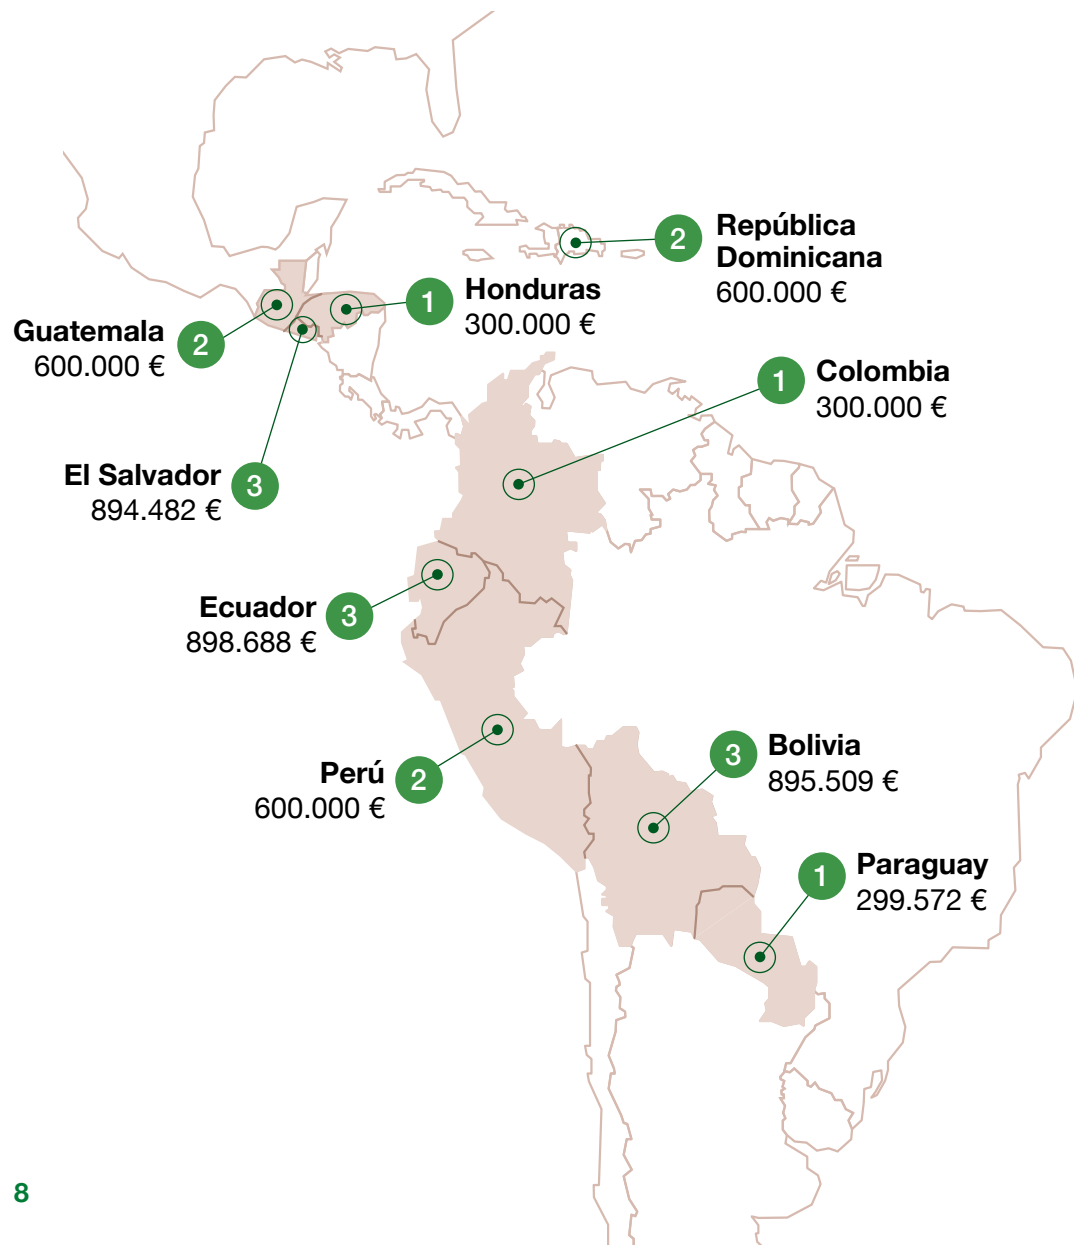 2
República
Dominicana
600.000 €
1
Honduras
300.000 €
Guatemala
600.000 €
2
1
Colombia
300.000 €
El Salvador
894.482 €
3
Ecuador
898.688 €
3
Perú
600.000 €
2
3
Bolivia
895.509 €
1
Paraguay
299.572 €
8